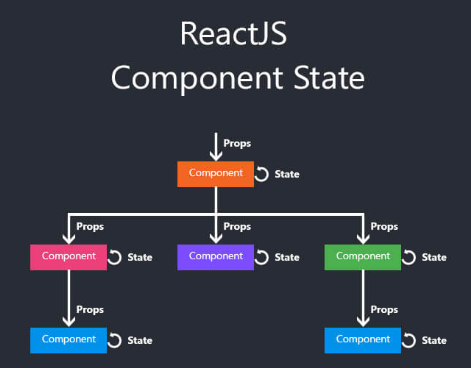 ReactJS
Component State
Props
Component State
Props Props Props
Component State Component State Component State
Props Props
Component State Component State